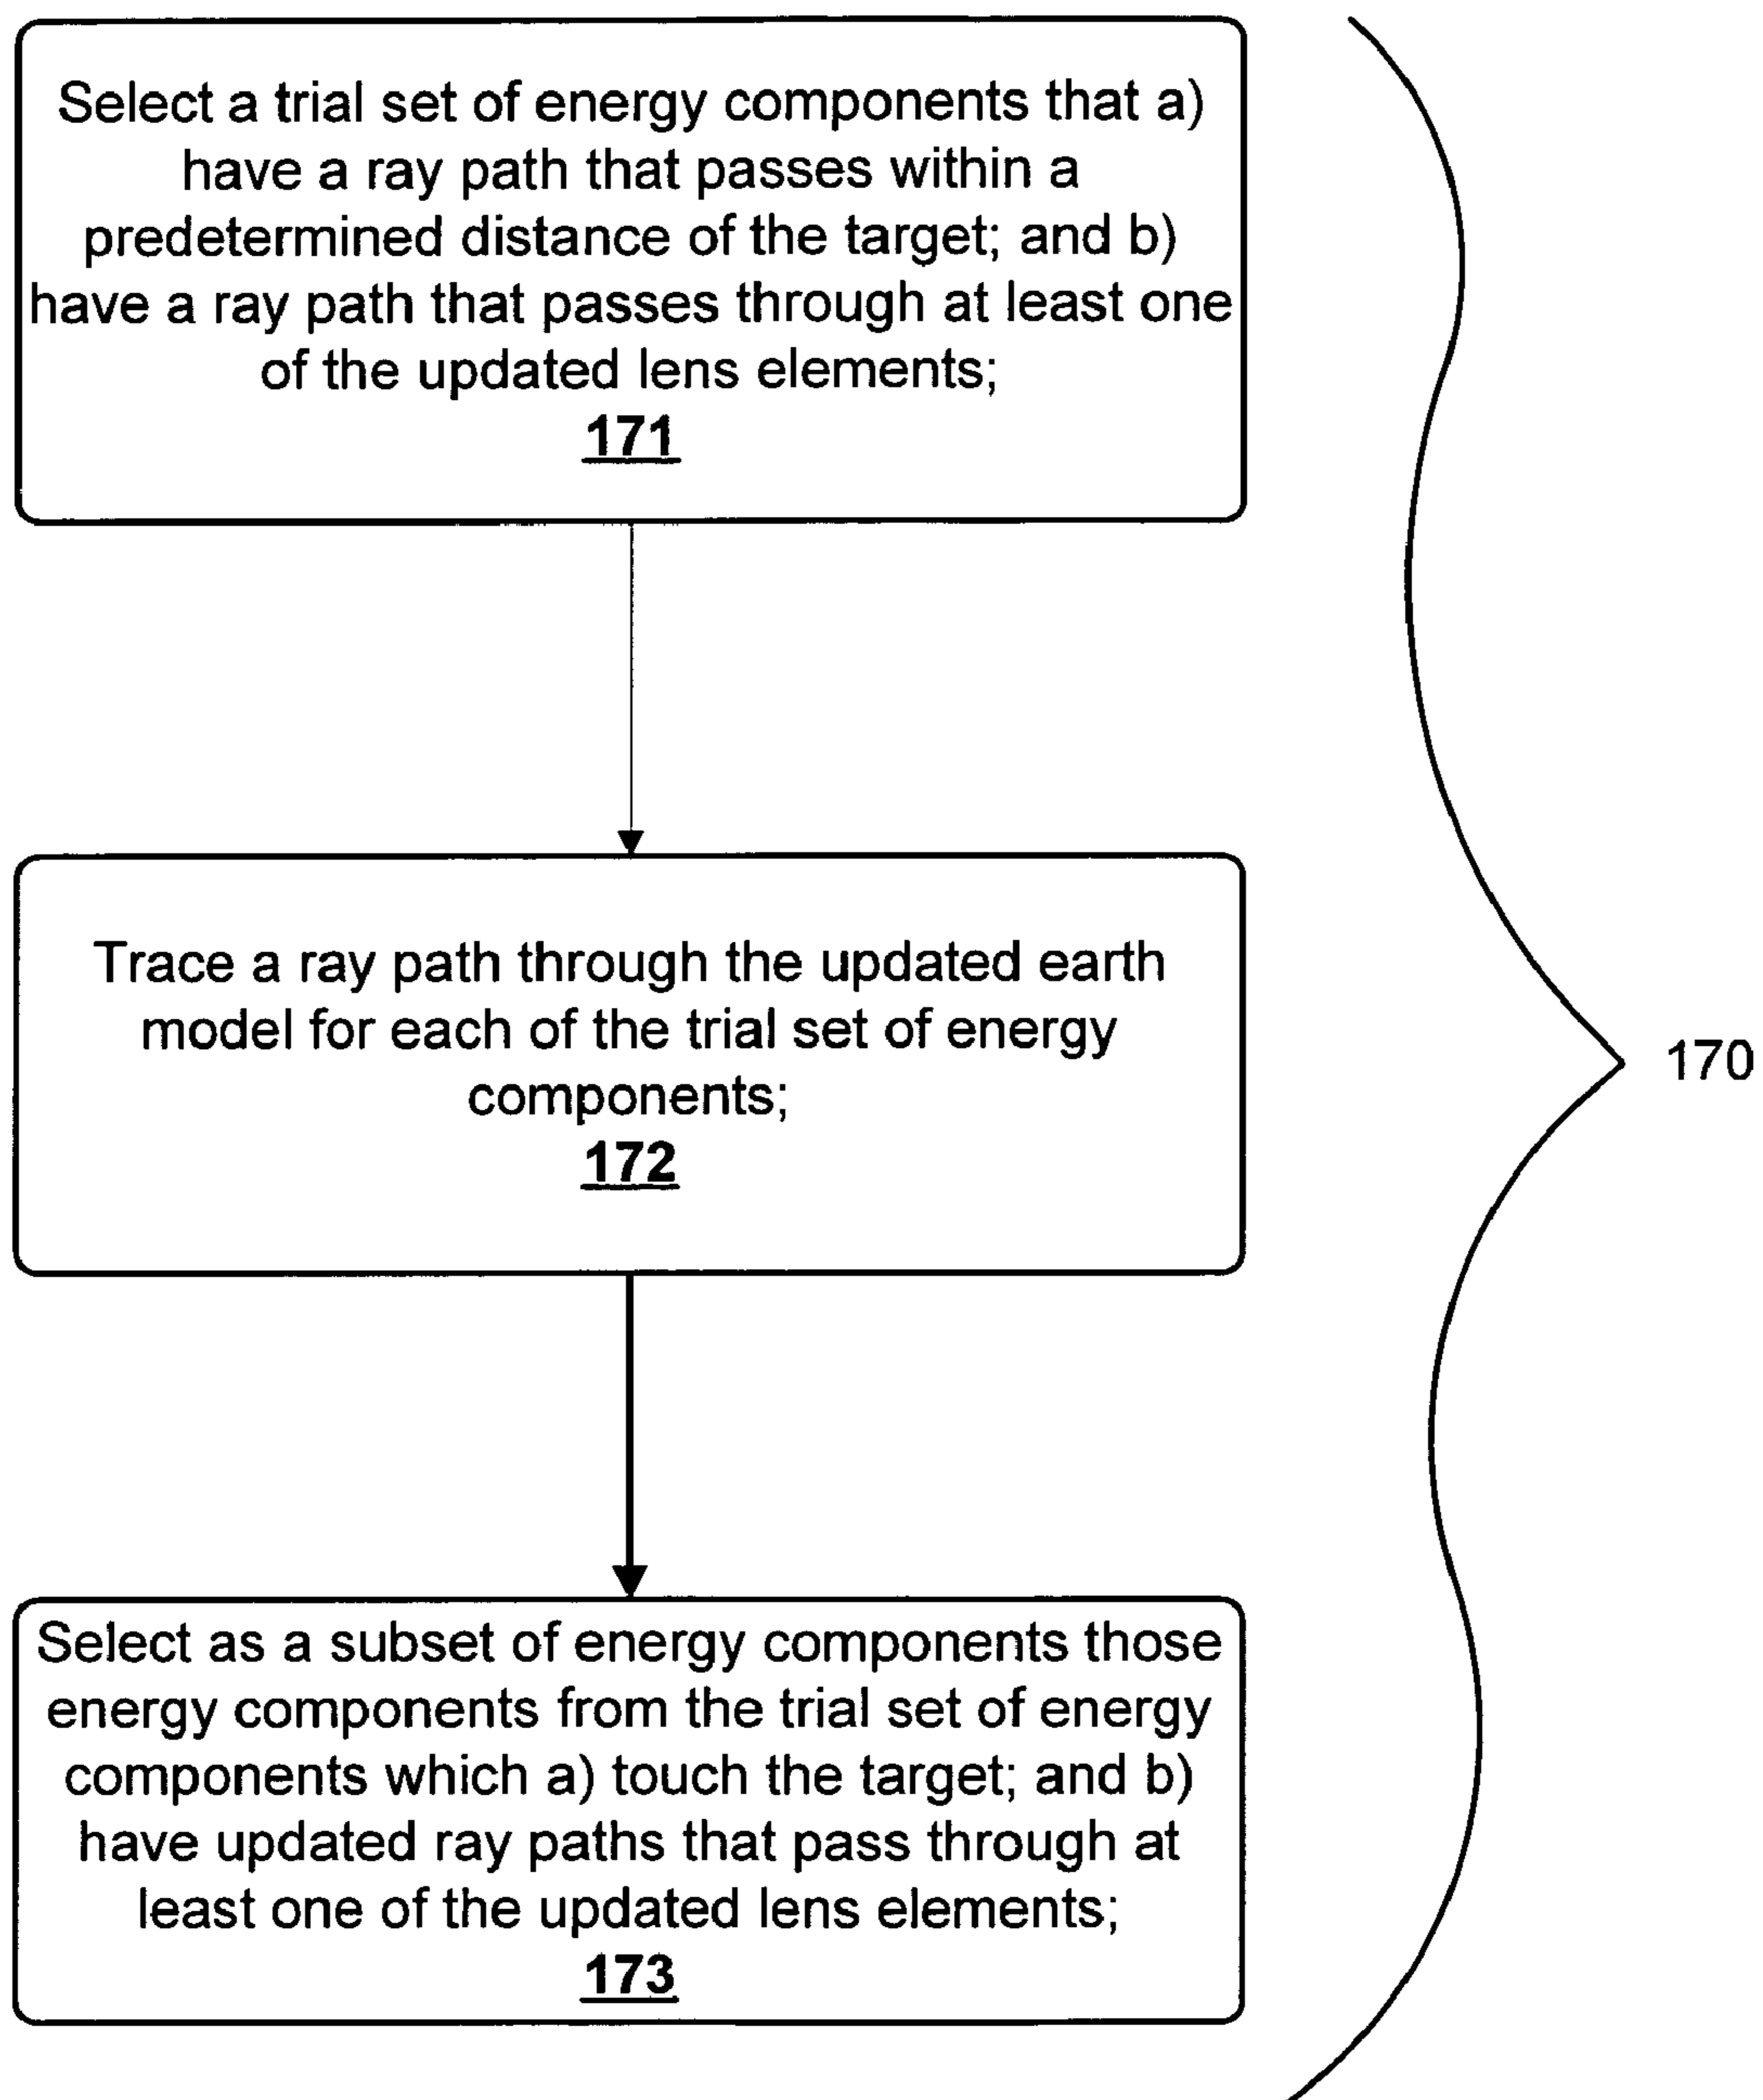 Select a trial set of energy components that a)
have a ray path that passes within a
predetermined distance of the target; and b)
have a ray path that passes through at least one
of the updated lens elements;
171
Trace a ray path through the updated earth
model for each of the trial set of energy
components;
172
170
Select as a subset of energy components those
energy components from the trial set of energy
components which a) touch the target; and b)
have updated ray paths that pass through at
least one of the updated lens elements;
173